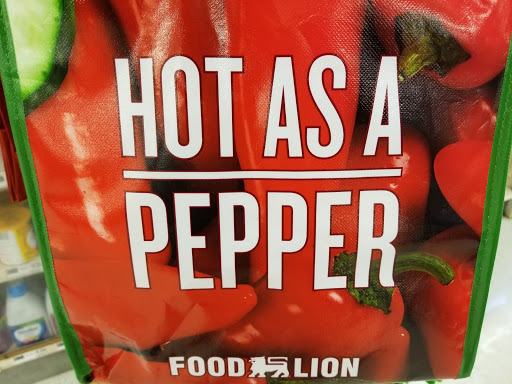 HOT AS A
PEPPER
FOOD LION